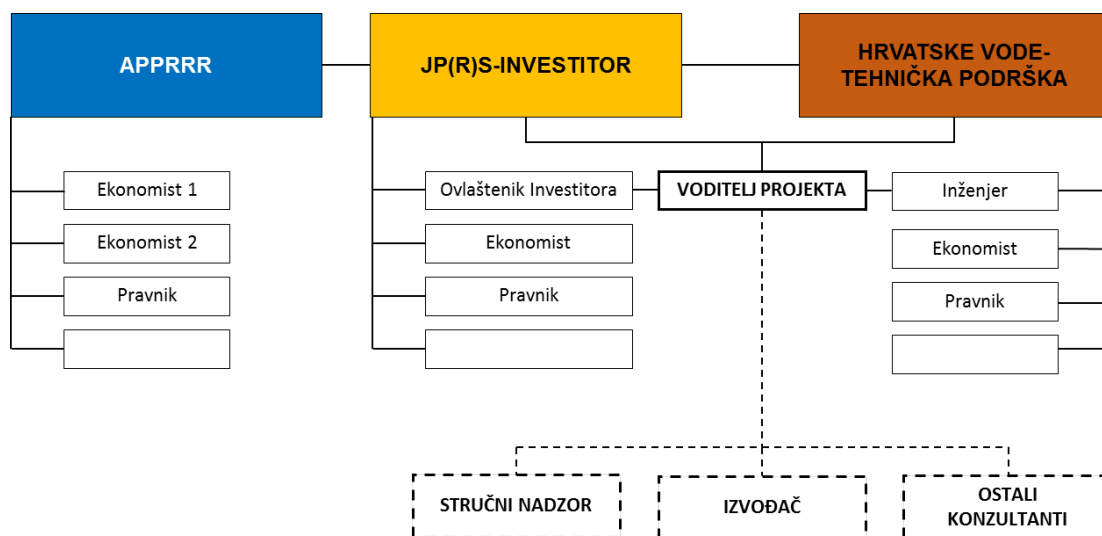 APPRRR
JP(R)S-INVESTITOR
HRVATSKE VODE-
TEHNIČKA PODRŠKA
Ekonomist 1
Ovlaštenik Investitora
VODITELJ PROJEKTA
Inženjer
Ekonomist 2
Ekonomist
Ekonomist
Pravnik
Pravnik
Pravnik
STRUČNI NADZOR
IZVOĐAČ
OSTALI
KONZULTANTI